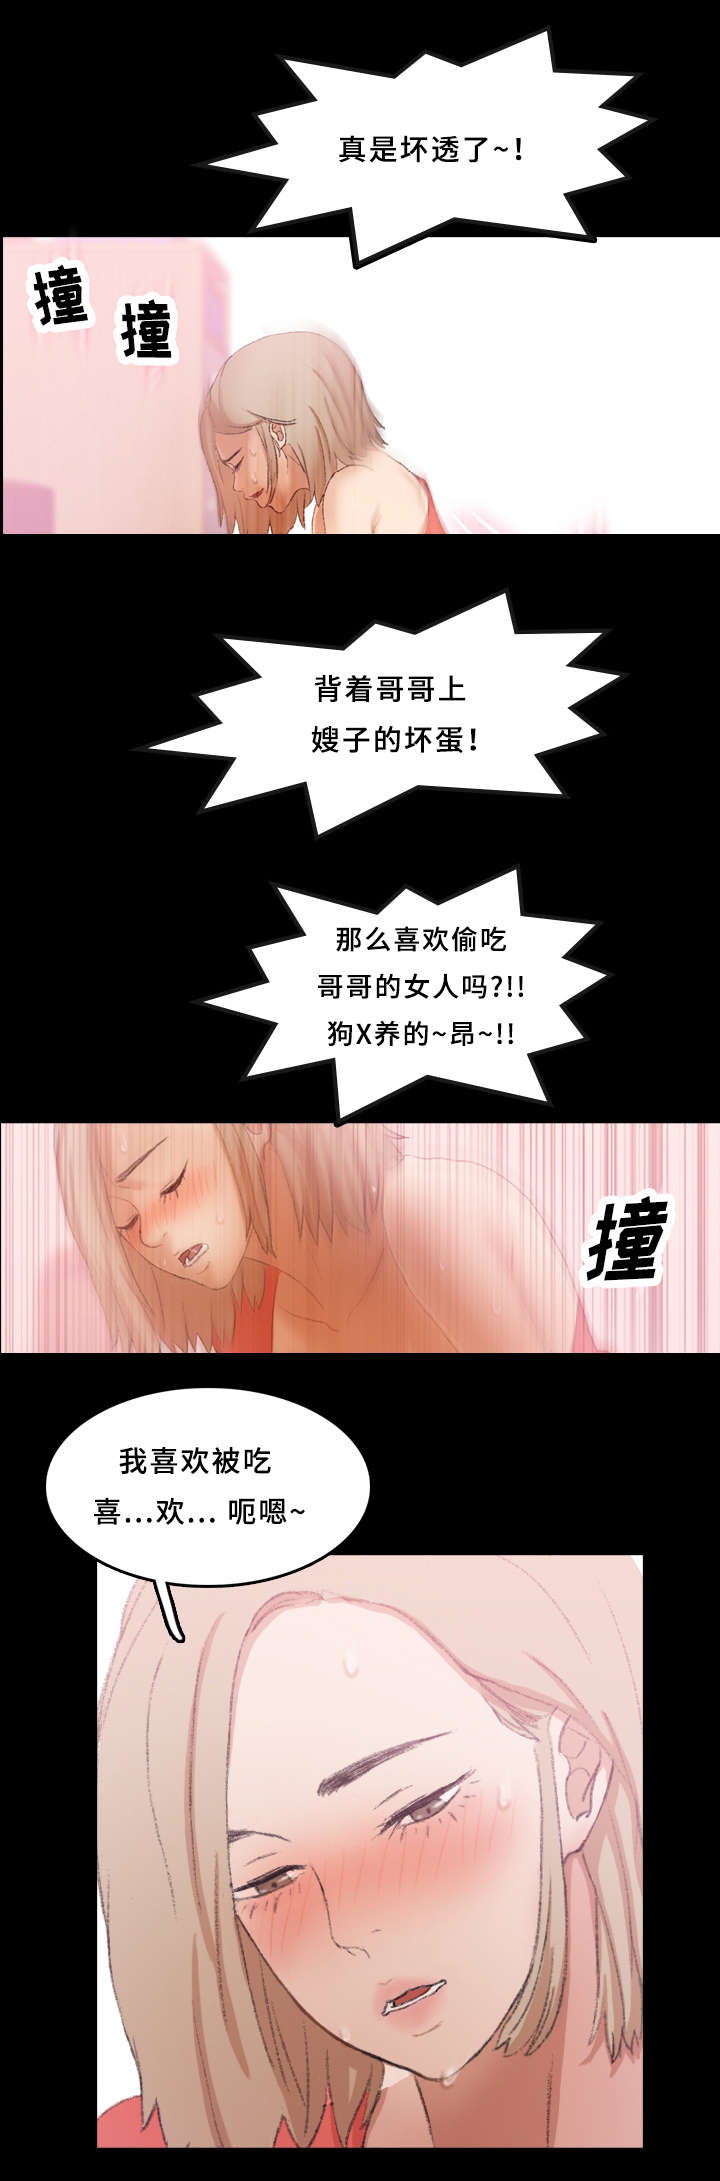 真是坏透了~!
撞
撞
背着哥哥上
嫂子的坏蛋!
那么喜欢偷吃
哥哥的女人吗?!!
狗X养的~昂~!!
撞
我喜欢被吃
喜...欢... 呃嗯~